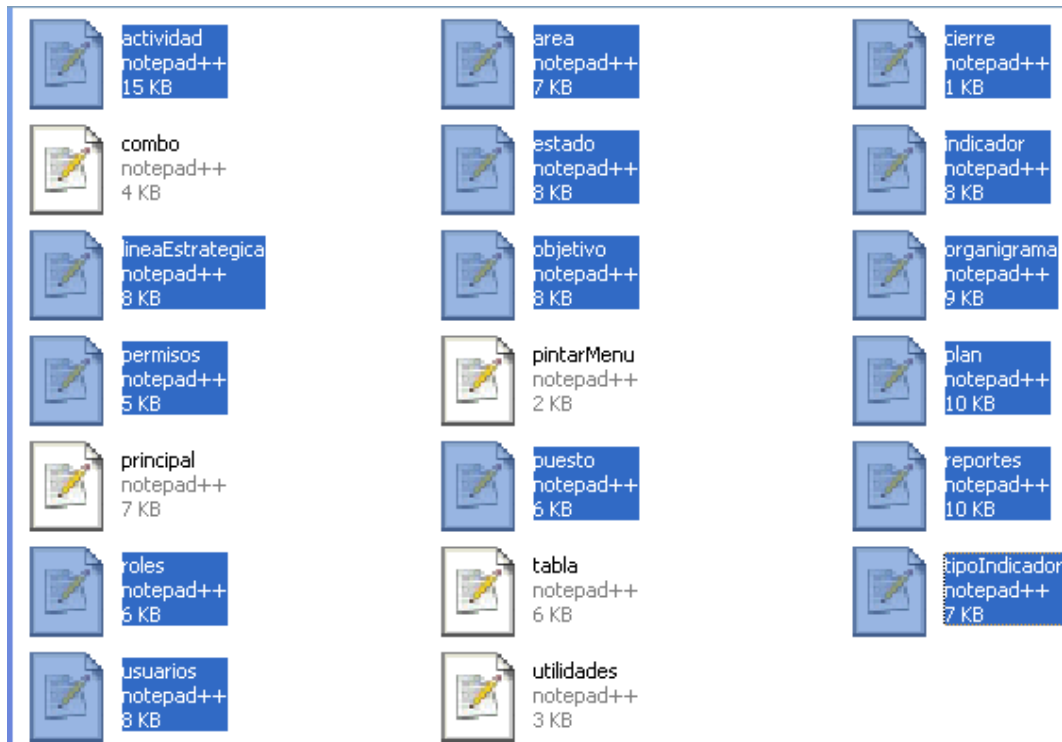 actividad
notepad++
15 KB
area
notepad++
7 KB
cierre
notepad++
1 KB
combo
notepad++
4 KB
estado
notepad++
8 KB
indicador
notepad++
8 KB
lineaEstrategica
notepad++
8 KB
objetivo
notepad++
8 KB
organigrama
notepad++
9 KB
permisos
notepad++
5 KB
pintarMenu
notepad++
2 KB
plan
notepad++
10 KB
principal
notepad++
7 KB
puesto
notepad++
6 KB
reportes
notepad++
10 KB
roles
notepad++
6 KB
tabla
notepad++
6 KB
tipoIndicador
notepad++
7 KB
usuarios
notepad++
8 KB
utilidades
notepad++
3 KB